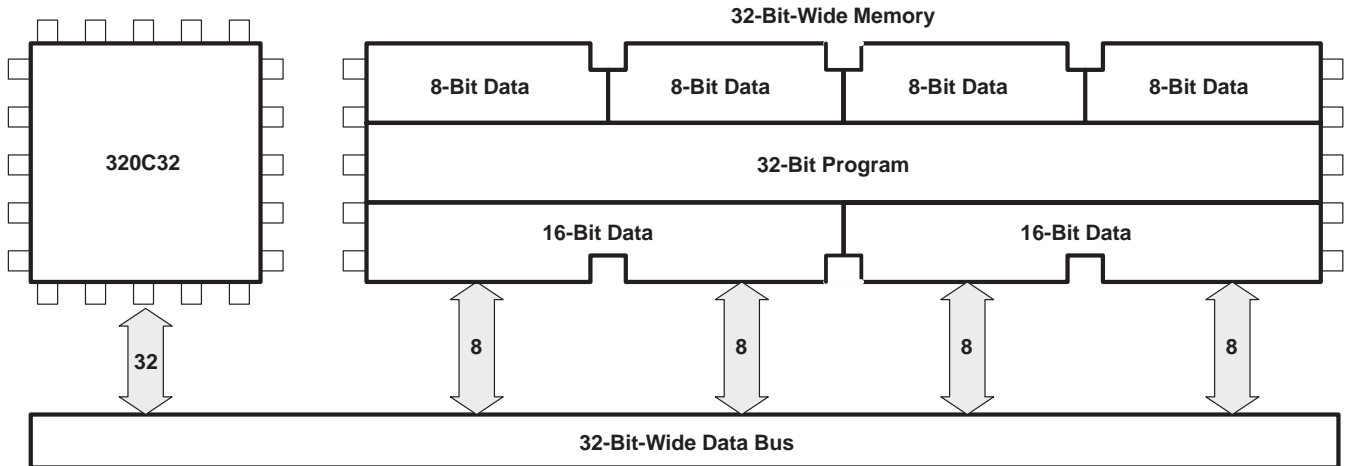 32-Bit-Wide Memory
8-Bit Data
8-Bit Data
8-Bit Data
8-Bit Data
320C32
32-Bit Program
16-Bit Data
16-Bit Data
32
8
8
8
8
32-Bit-Wide Data Bus